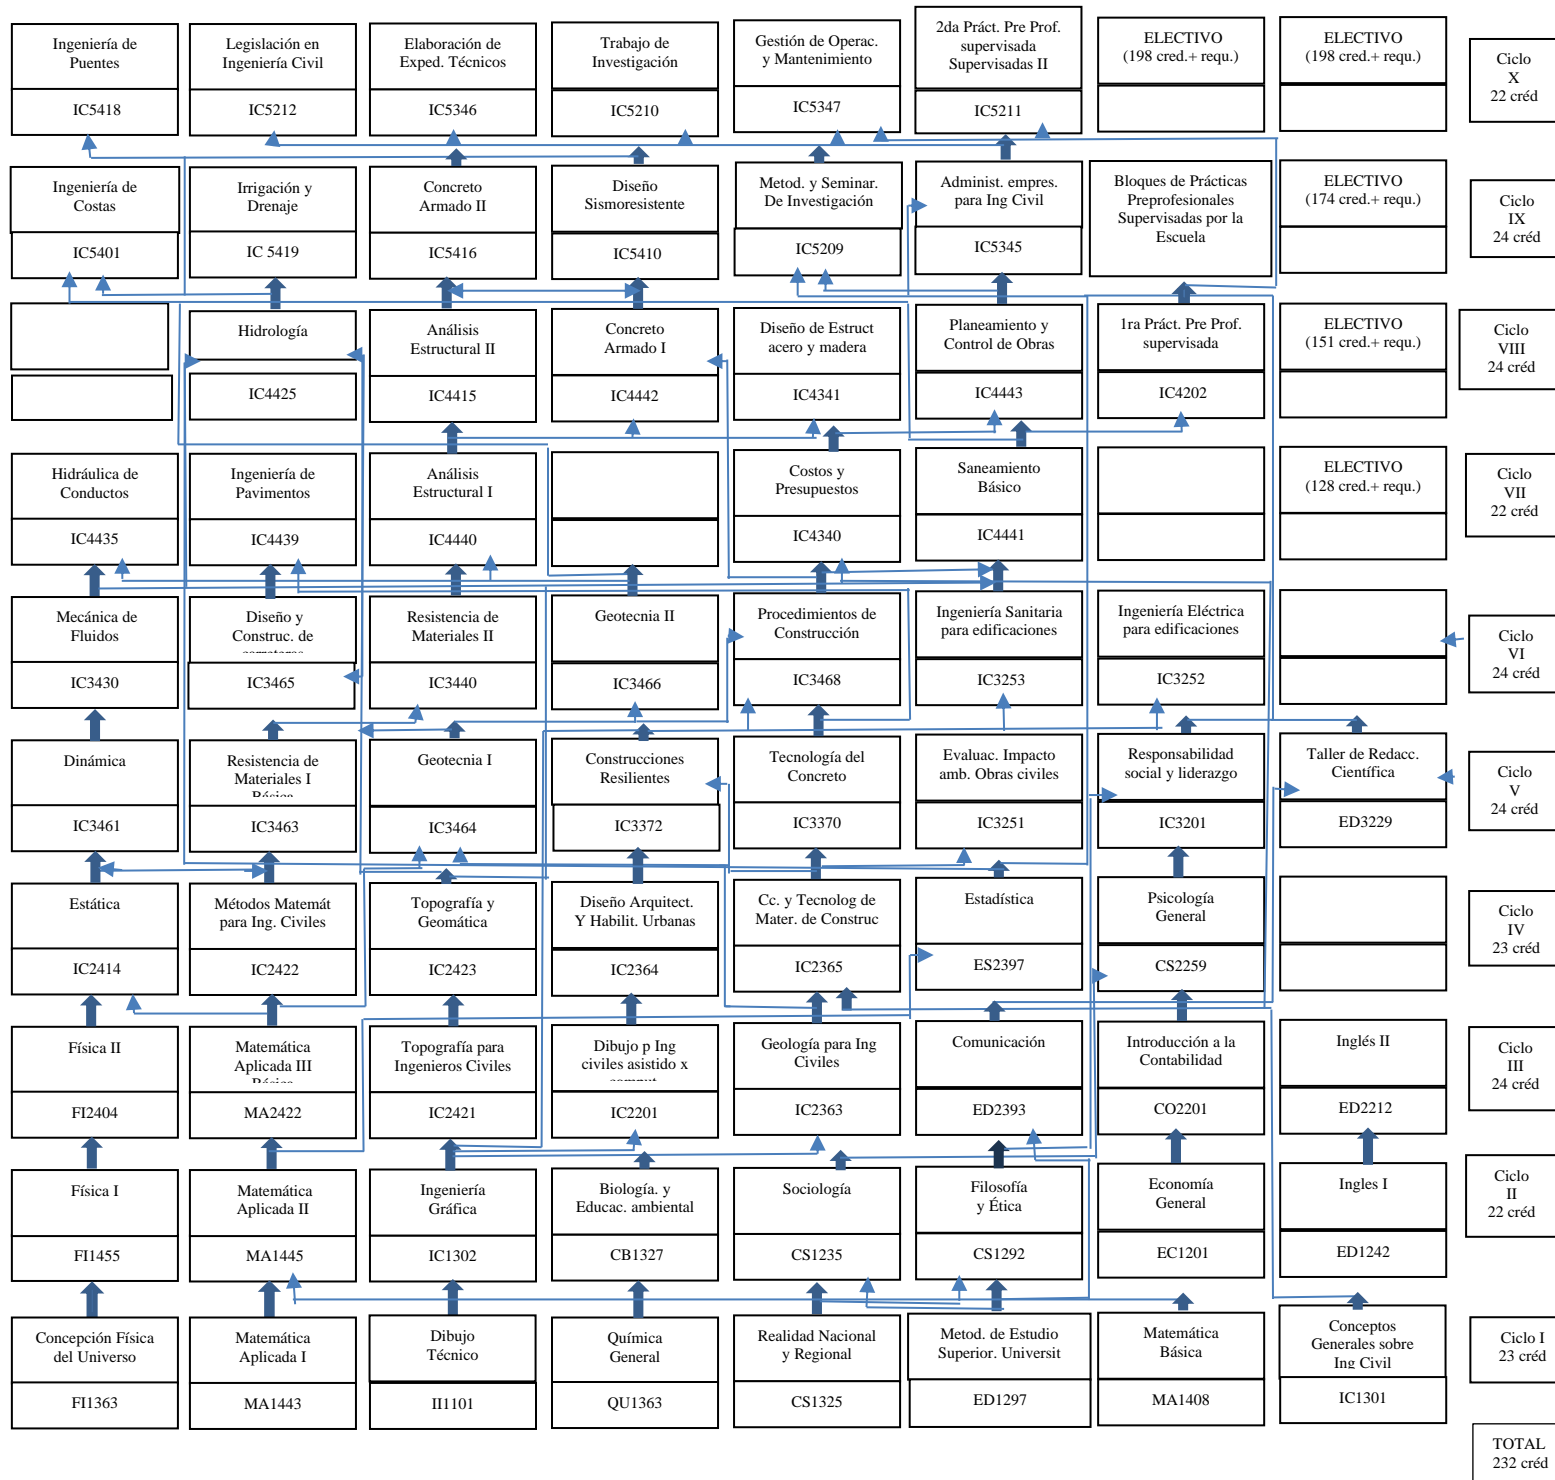 Ingeniería de
Puentes
IC5418
Legislación en
Ingeniería Civil
IC5212
Elaboración de
Exped. Técnicos
IC5346
Trabajo de
Investigación
IC5210
Gestión de Operac.
y Mantenimiento
IC5347
2da Práct. Pre Prof.
supervisada
Supervisadas II
IC5211
ELECTIVO
(198 cred.+ requ.)
ELECTIVO
(198 cred.+ requ.)
Ciclo
X
22 créd
Ingeniería de
Costas
IC5401
Irrigación y
Drenaje
IC 5419
Concreto
Armado II
IC5416
Diseño
Sismoresistente
IC5410
Metod. y Seminar.
De Investigación
IC5209
Administ. empres.
para Ing Civil
IC5345
Bloques de Prácticas
Preprofesionales
Supervisadas por la
Escuela
ELECTIVO
(174 cred.+ requ.)
Ciclo
IX
24 créd
Hidrología
IC4425
Análisis
Estructural II
IC4415
Concreto
Armado I
IC4442
Diseño de Estruct
acero y madera
IC4341
Planeamiento y
Control de Obras
IC4443
1ra Práct. Pre Prof.
supervisada
IC4202
ELECTIVO
(151 cred.+ requ.)
Ciclo
VIII
24 créd
Hidráulica de
Conductos
IC4435
Ingeniería de
Pavimentos
IC4439
Análisis
Estructural I
IC4440
Costos y
Presupuestos
IC4340
Saneamiento
Básico
IC4441
ELECTIVO
(128 cred.+ requ.)
Ciclo
VII
22 créd
Mecánica de
Fluidos
IC3430
Diseño y
Construc. de
carreteras
IC3465
Resistencia de
Materiales II
IC3440
Geotecnia II
IC3466
Procedimientos de
Construcción
IC3468
Ingeniería Sanitaria
para edificaciones
IC3253
Ingeniería Eléctrica
para edificaciones
IC3252
Ciclo
VI
24 créd
Dinámica
IC3461
Resistencia de
Materiales I
Básica
IC3463
Geotecnia I
IC3464
Construcciones
Resilientes
IC3372
Tecnología del
Concreto
IC3370
Evaluac. Impacto
amb. Obras civiles
IC3251
Responsabilidad
social y liderazgo
IC3201
Taller de Redacc.
Científica
ED3229
Ciclo
V
24 créd
Estática
IC2414
Métodos Matemát
para Ing. Civiles
IC2422
Topografía y
Geomática
IC2423
Diseño Arquitect.
Y Habilit. Urbanas
IC2364
Cc. y Tecnolog de
Mater. de Construc
IC2365
Estadística
ES2397
Psicología
General
CS2259
Ciclo
IV
23 créd
Física II
FI2404
Matemática
Aplicada III
Básica
MA2422
Topografía para
Ingenieros Civiles
IC2421
Dibujo p Ing
civiles asistido x
comput
IC2201
Geología para Ing
Civiles
IC2363
Comunicación
ED2393
Introducción a la
Contabilidad
CO2201
Inglés II
ED2212
Ciclo
III
24 créd
Física I
FI1455
Matemática
Aplicada II
MA1445
Ingeniería
Gráfica
IC1302
Biología. y
Educac. ambiental
CB1327
Sociología
CS1235
Filosofía
y Ética
CS1292
Economía
General
EC1201
Ingles I
ED1242
Ciclo
II
22 créd
Concepción Física
del Universo
FI1363
Matemática
Aplicada I
MA1443
Dibujo
Técnico
II1101
Química
General
QU1363
Realidad Nacional
y Regional
CS1325
Metod. de Estudio
Superior. Universit
ED1297
Matemática
Básica
MA1408
Conceptos
Generales sobre
Ing Civil
IC1301
Ciclo I
23 créd
TOTAL
232 créd